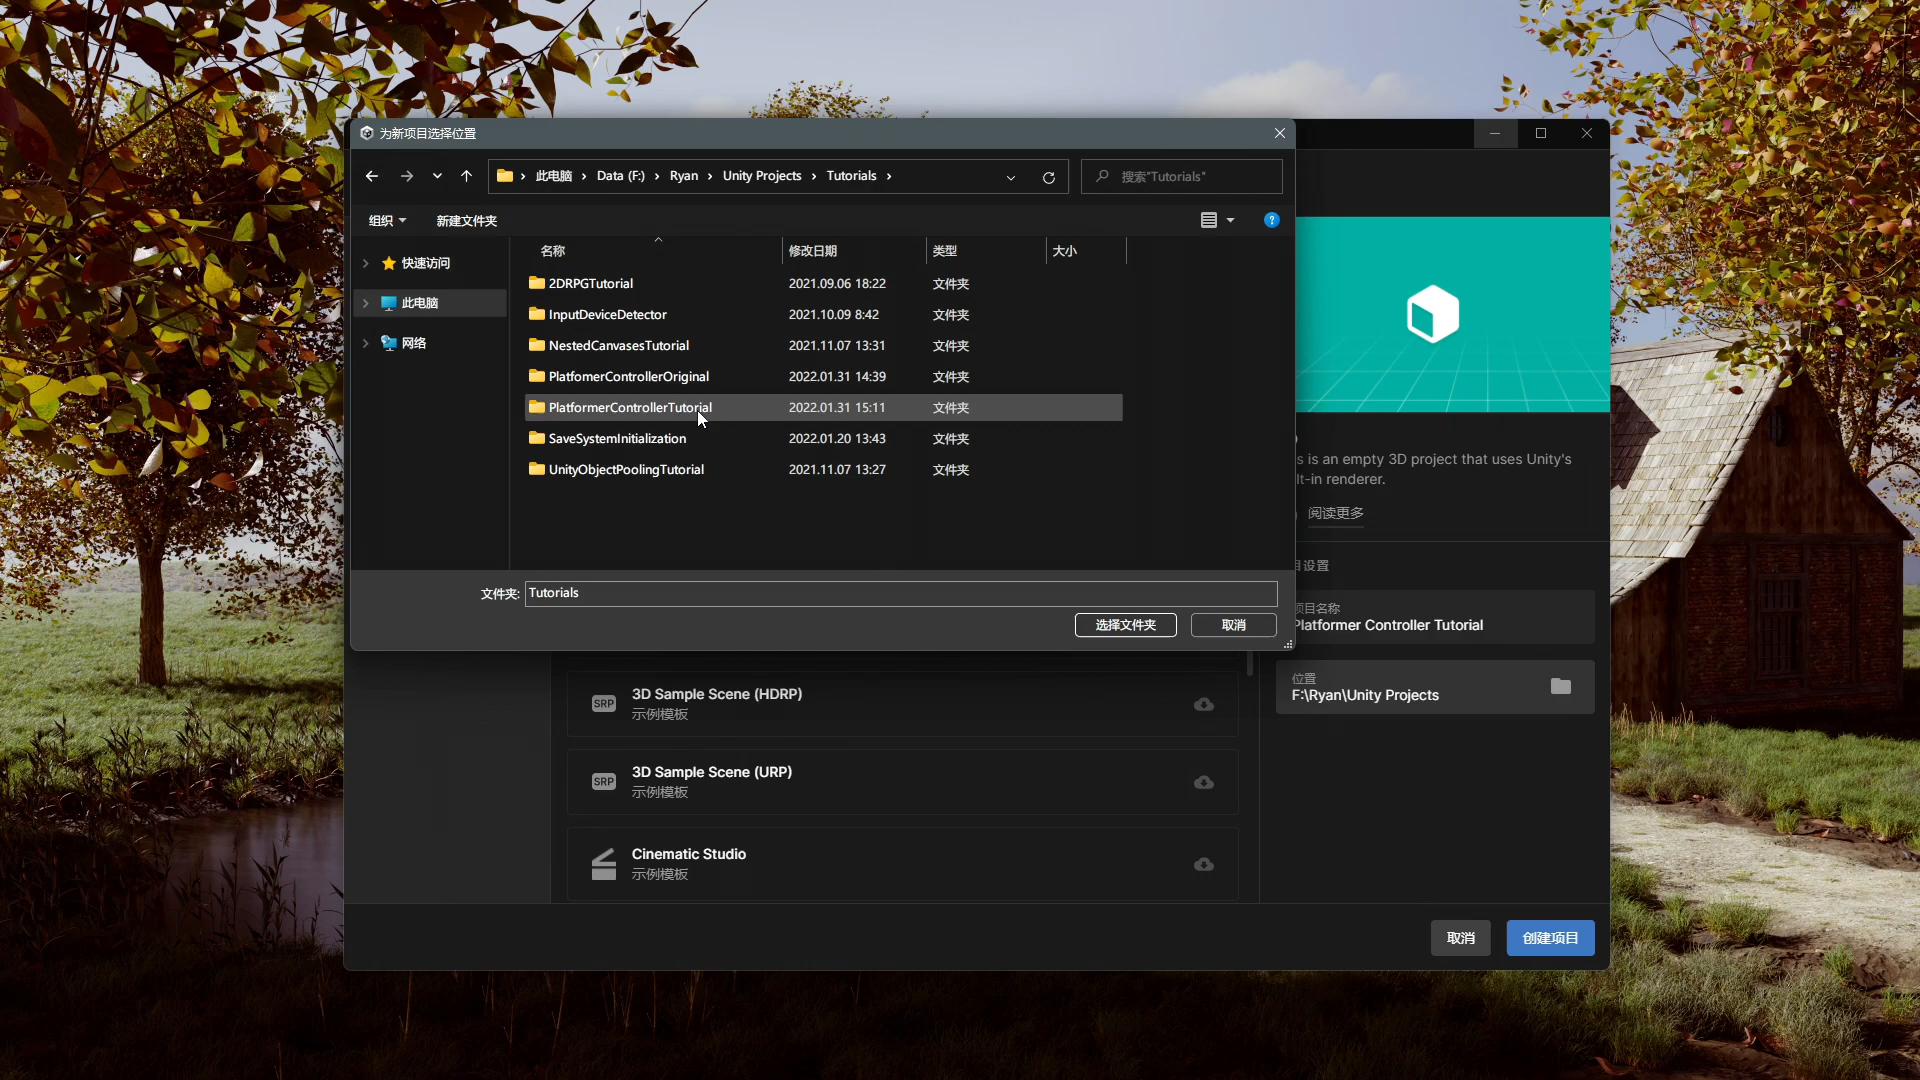 为新项目选择位置
此电脑 Data (F:) Ryan Unity Projects Tutorials
搜索"Tutorials"
组织 新建文件夹
?
快速访问
此电脑
网络
名称 修改日期 类型 大小
2DRPGTutorial 2021.09.06 18:22 文件夹
InputDeviceDetector 2021.10.09 8:42 文件夹
NestedCanvasesTutorial 2021.11.07 13:31 文件夹
PlatfomerControllerOriginal 2022.01.31 14:39 文件夹
PlatformerControllerTutorial 2022.01.31 15:11 文件夹
SaveSystemInitialization 2022.01.20 13:43 文件夹
UnityObjectPoolingTutorial 2021.11.07 13:27 文件夹
文件夹: Tutorials
选择文件夹 取消
s is an empty 3D project that uses Unity's
lt-in renderer.
阅读更多
设置
项目名称
Platformer Controller Tutorial
位置
F:\Ryan\Unity Projects
SRP
3D Sample Scene (HDRP)
示例模板
SRP
3D Sample Scene (URP)
示例模板
Cinematic Studio
示例模板
取消 创建项目